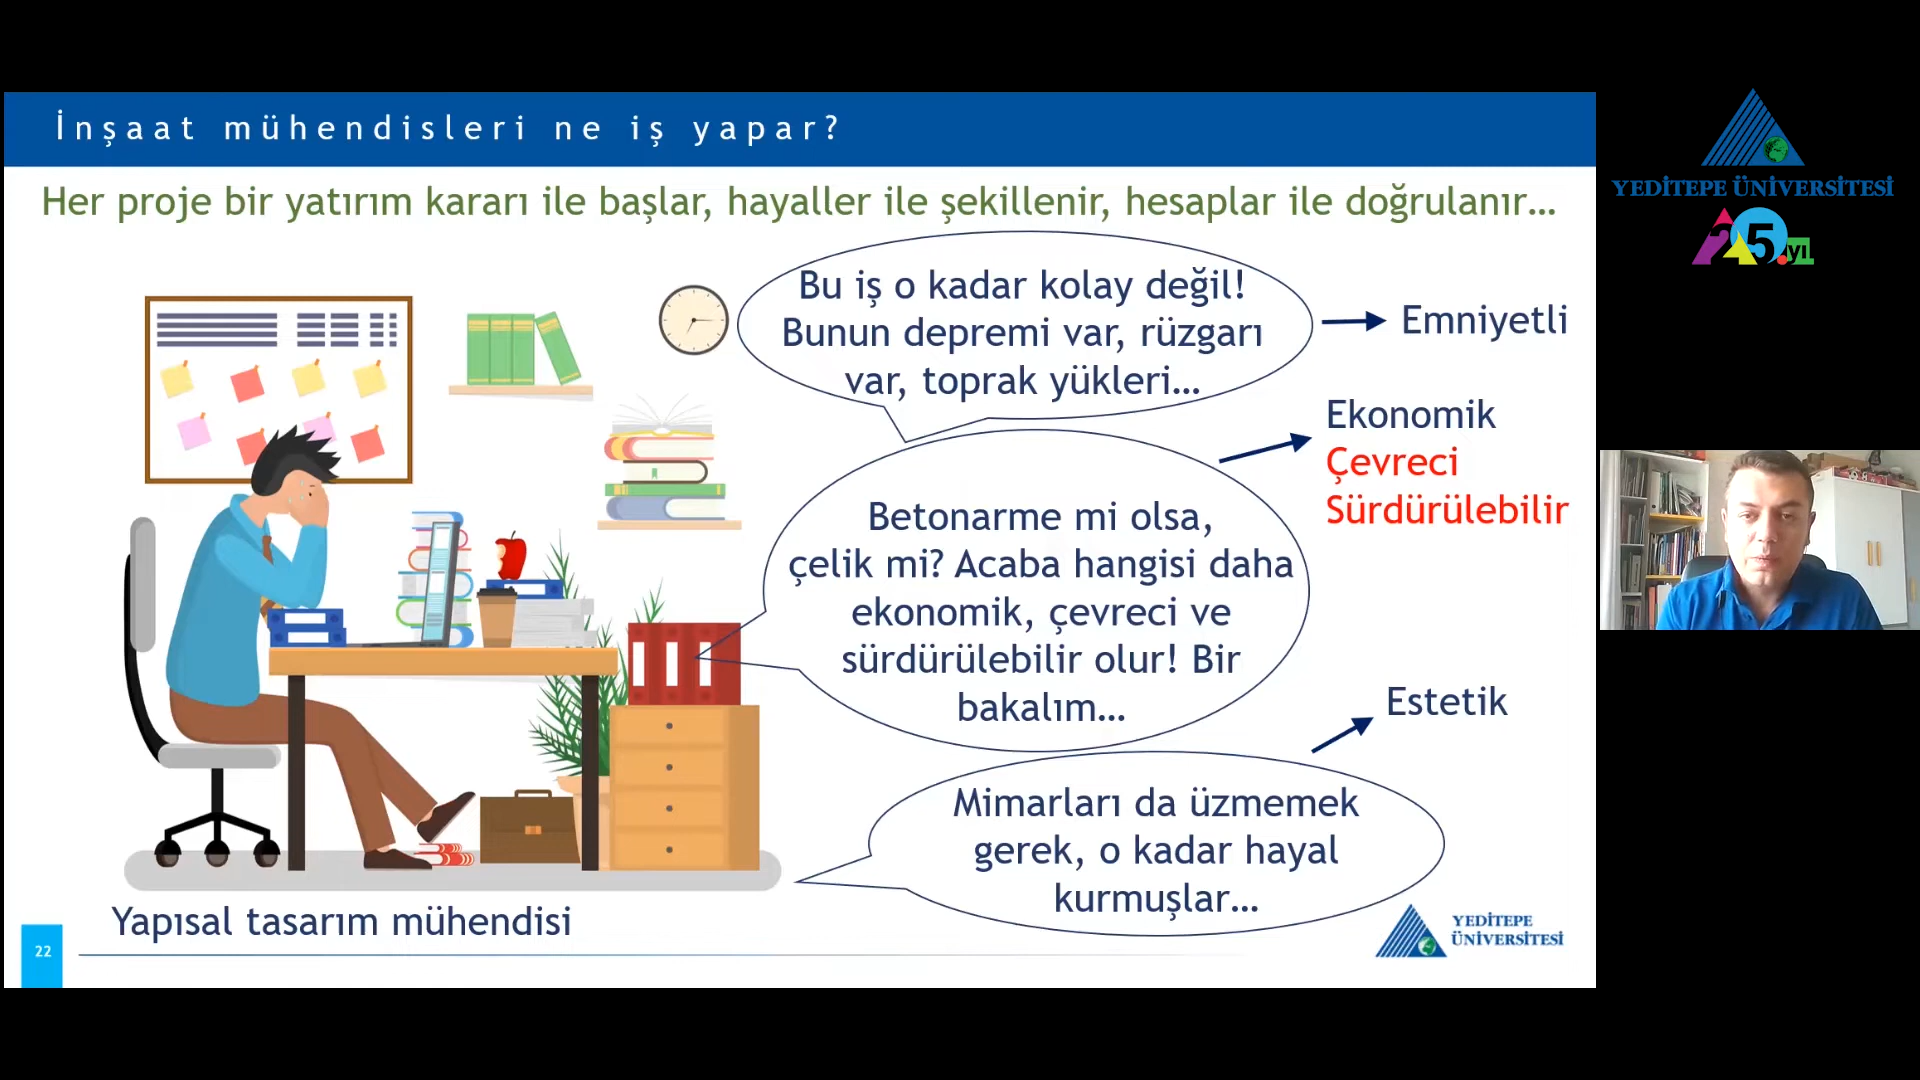 İnşaat mühendisleri ne iş yapar?
Her proje bir yatırım kararı ile başlar, hayaller ile şekillenir, hesaplar ile doğrulanır…
Bu iş o kadar kolay değil!
Bunun depremi var, rüzgarı
var, toprak yükleri…
Emniyetli
Ekonomik
Çevreci
Sürdürülebilir
Betonarme mi olsa,
çelik mi? Acaba hangisi daha
ekonomik, çevreci ve
sürdürülebilir olur! Bir
bakalım…
Estetik
Mimarları da üzmemek
gerek, o kadar hayal
kurmuşlar…
Yapısal tasarım mühendisi
22
YEDİTEPE
ÜNİVERSİTESİ
YEDİTEPE ÜNİVERSİTESİ
25.yıl